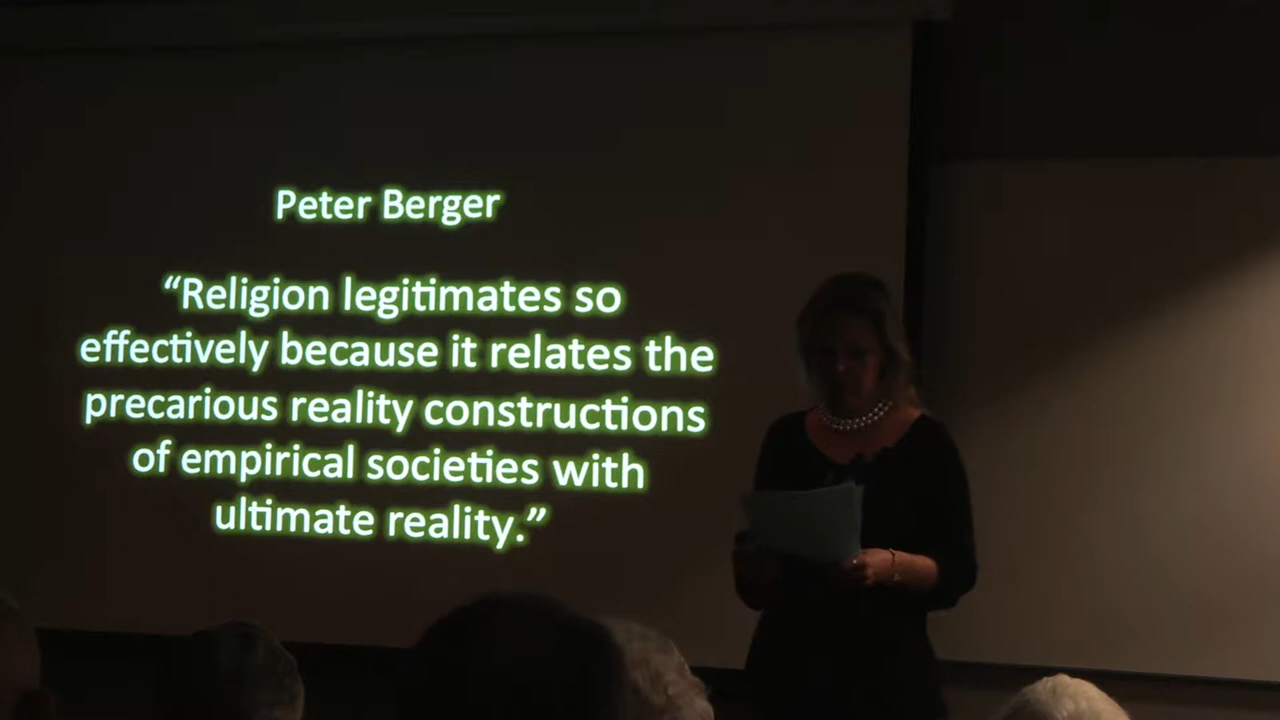 Peter Berger
“Religion legitimates so
effectively because it relates the
precarious reality constructions
of empirical societies with
ultimate reality.”